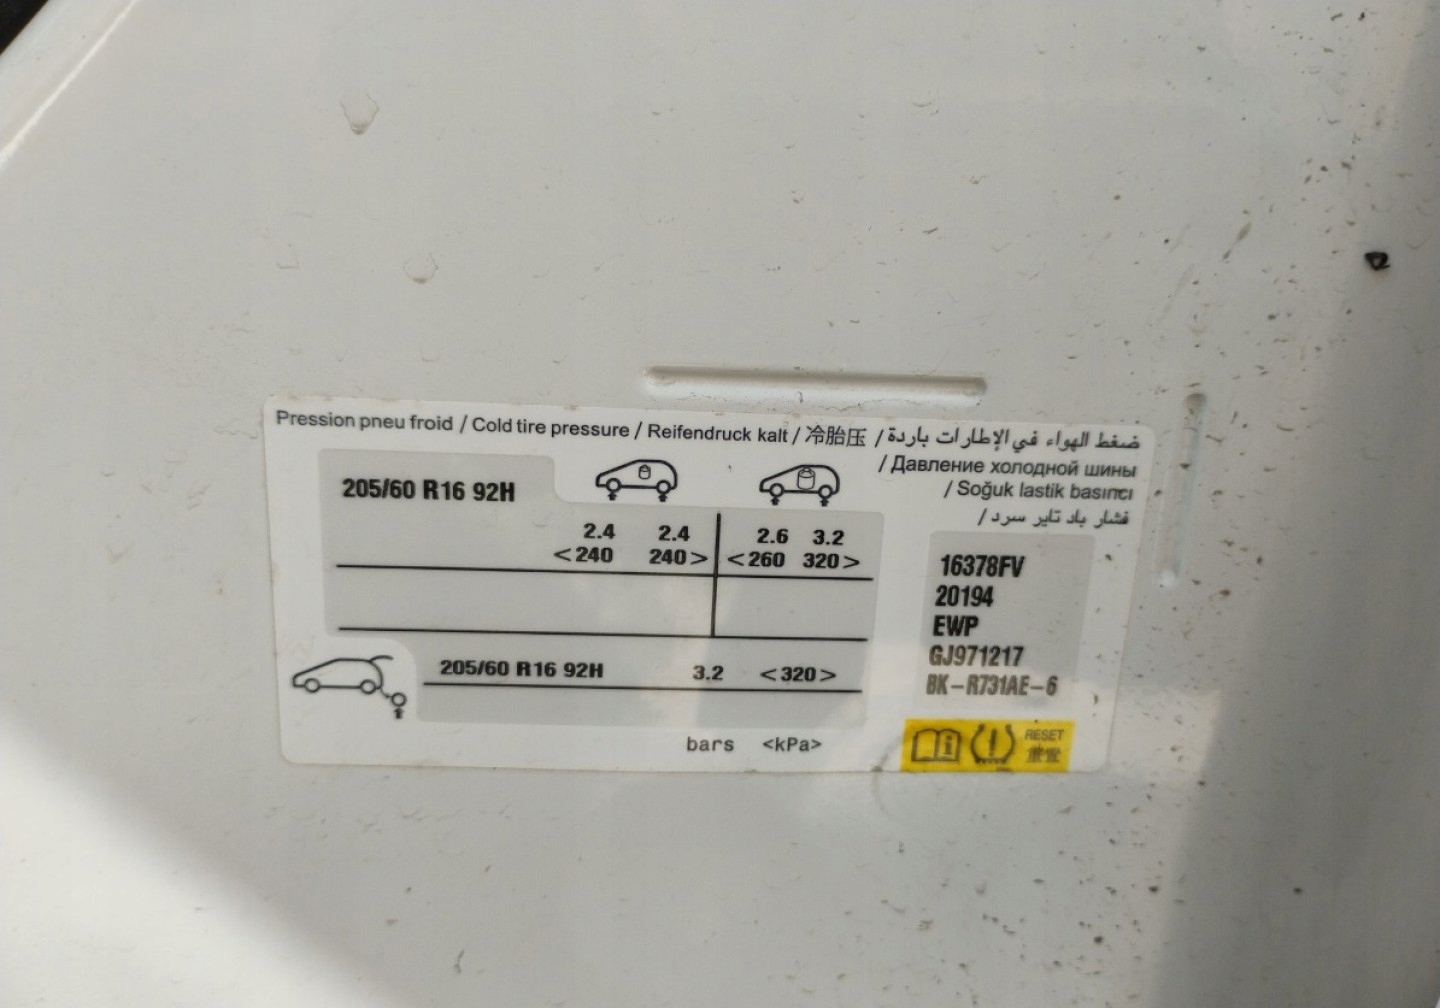 Pression pneu froid / Cold tire pressure / Reifendruck kalt / 冷胎压 / ضغط الهواء في الإطارات باردة
/ Давление холодной шины
/ Soğuk lastik basıncı
/ فشار باد تایر سرد
205/60 R16 92H
2.4 2.4 2.6 3.2
<240 240> <260 320>
205/60 R16 92H 3.2 <320>
bars <kPa>
16378FV
20194
EWP
GJ971217
BK-R731AE-6
RESET